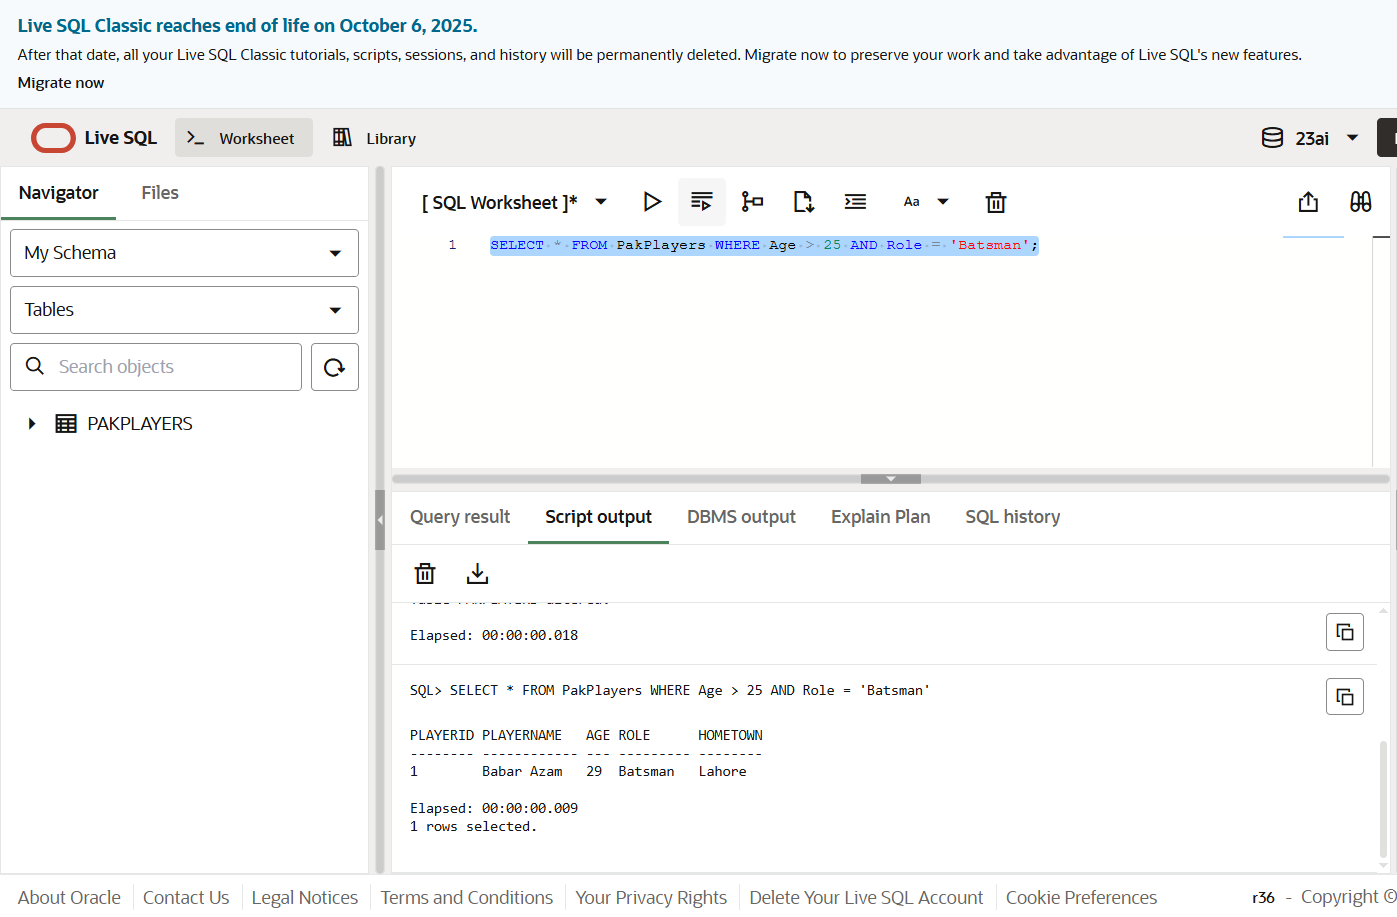 Live SQL Classic reaches end of life on October 6, 2025.
After that date, all your Live SQL Classic tutorials, scripts, sessions, and history will be permanently deleted. Migrate now to preserve your work and take advantage of Live SQL's new features.
Migrate now
Live SQL
Worksheet
Library
23ai
Navigator
Files
[ SQL Worksheet ]*
Aa
My Schema
1 SELECT * FROM PakPlayers WHERE Age > 25 AND Role = 'Batsman';
Tables
Search objects
PAKPLAYERS
Query result
Script output
DBMS output
Explain Plan
SQL history
Elapsed: 00:00:00.018
SQL> SELECT * FROM PakPlayers WHERE Age > 25 AND Role = 'Batsman'
PLAYERID PLAYERNAME   AGE ROLE      HOMETOWN
-------- ------------ --- --------- --------
1        Babar Azam   29  Batsman   Lahore
Elapsed: 00:00:00.009
1 rows selected.
About Oracle
Contact Us
Legal Notices
Terms and Conditions
Your Privacy Rights
Delete Your Live SQL Account
Cookie Preferences
r36 - Copyright ©